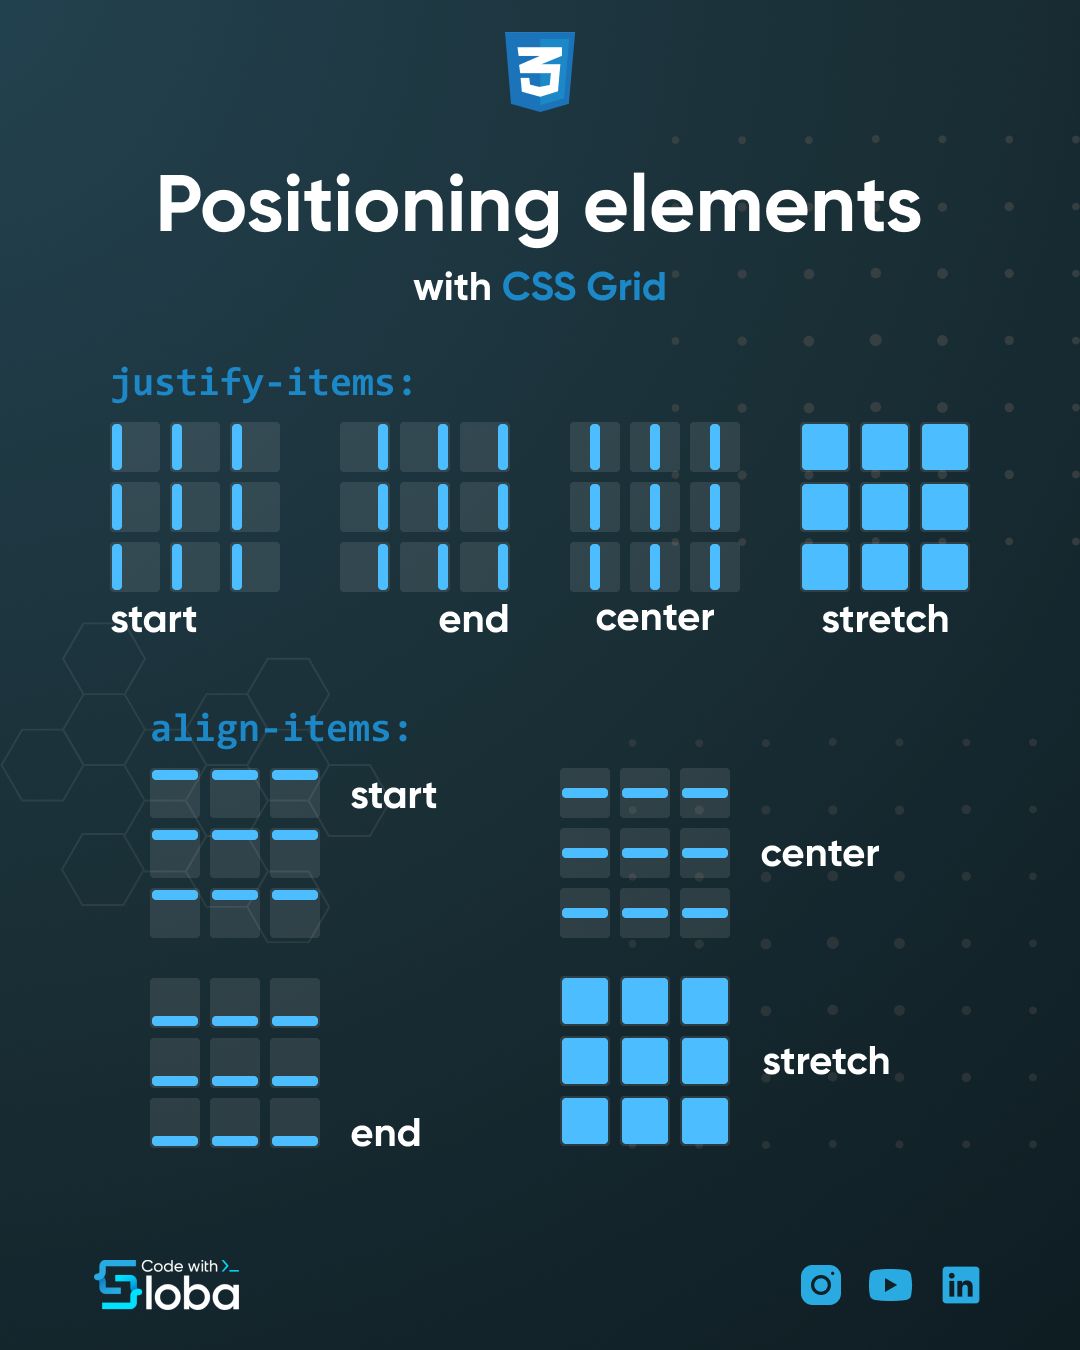 3
Positioning elements
with CSS Grid
justify-items:
start end center stretch
align-items:
start
center
end
stretch
Code with >_
Sloba
in